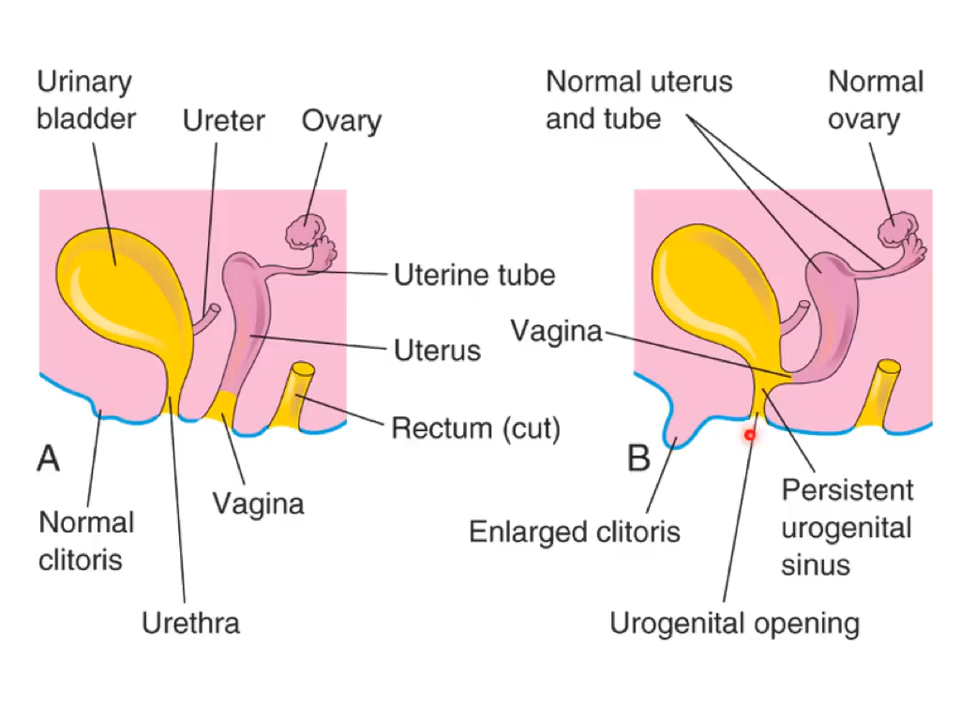 Urinary
bladder
Ureter
Ovary
Uterine tube
Uterus
Rectum (cut)
A
Normal
clitoris
Vagina
Urethra
Normal uterus
and tube
Normal
ovary
Vagina
B
Enlarged clitoris
Persistent
urogenital
sinus
Urogenital opening